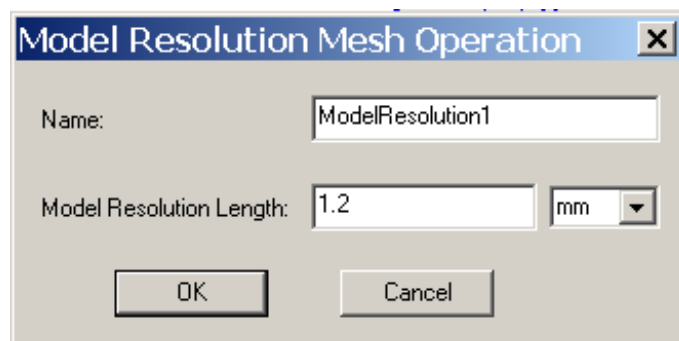 Model Resolution Mesh Operation
Name: ModelResolution1
Model Resolution Length: 1.2 mm
OK Cancel